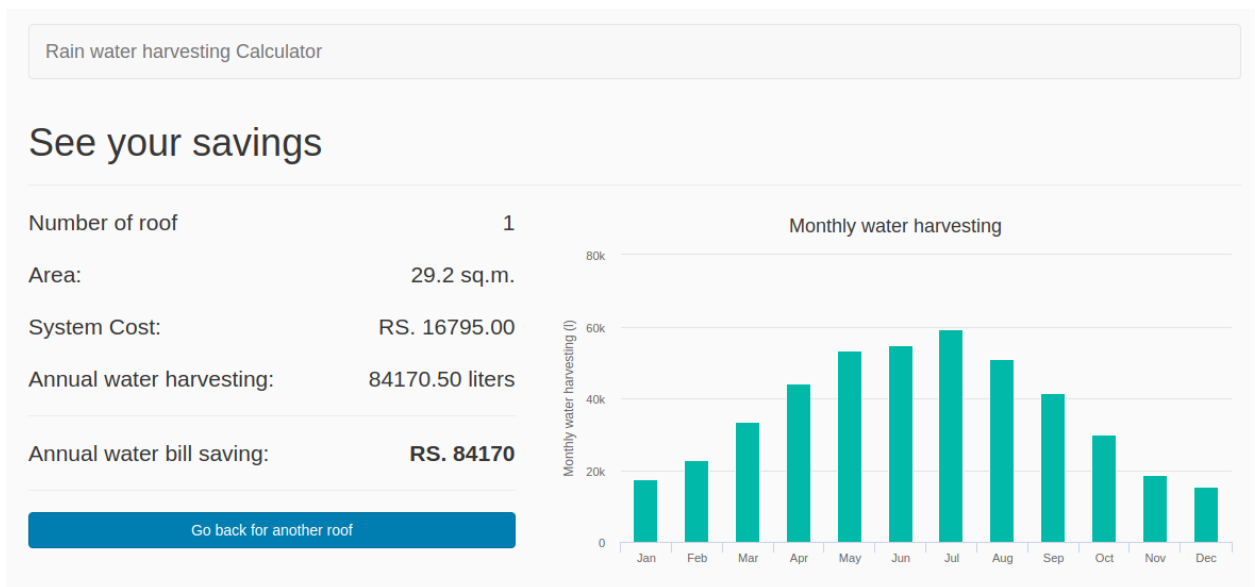 Rain water harvesting Calculator
See your savings
Number of roof 1
Area: 29.2 sq.m.
System Cost: RS. 16795.00
Annual water harvesting: 84170.50 liters
Annual water bill saving: RS. 84170
Go back for another roof
Monthly water harvesting
Monthly water harvesting (l)
80k
60k
40k
20k
0
Jan Feb Mar Apr May Jun Jul Aug Sep Oct Nov Dec